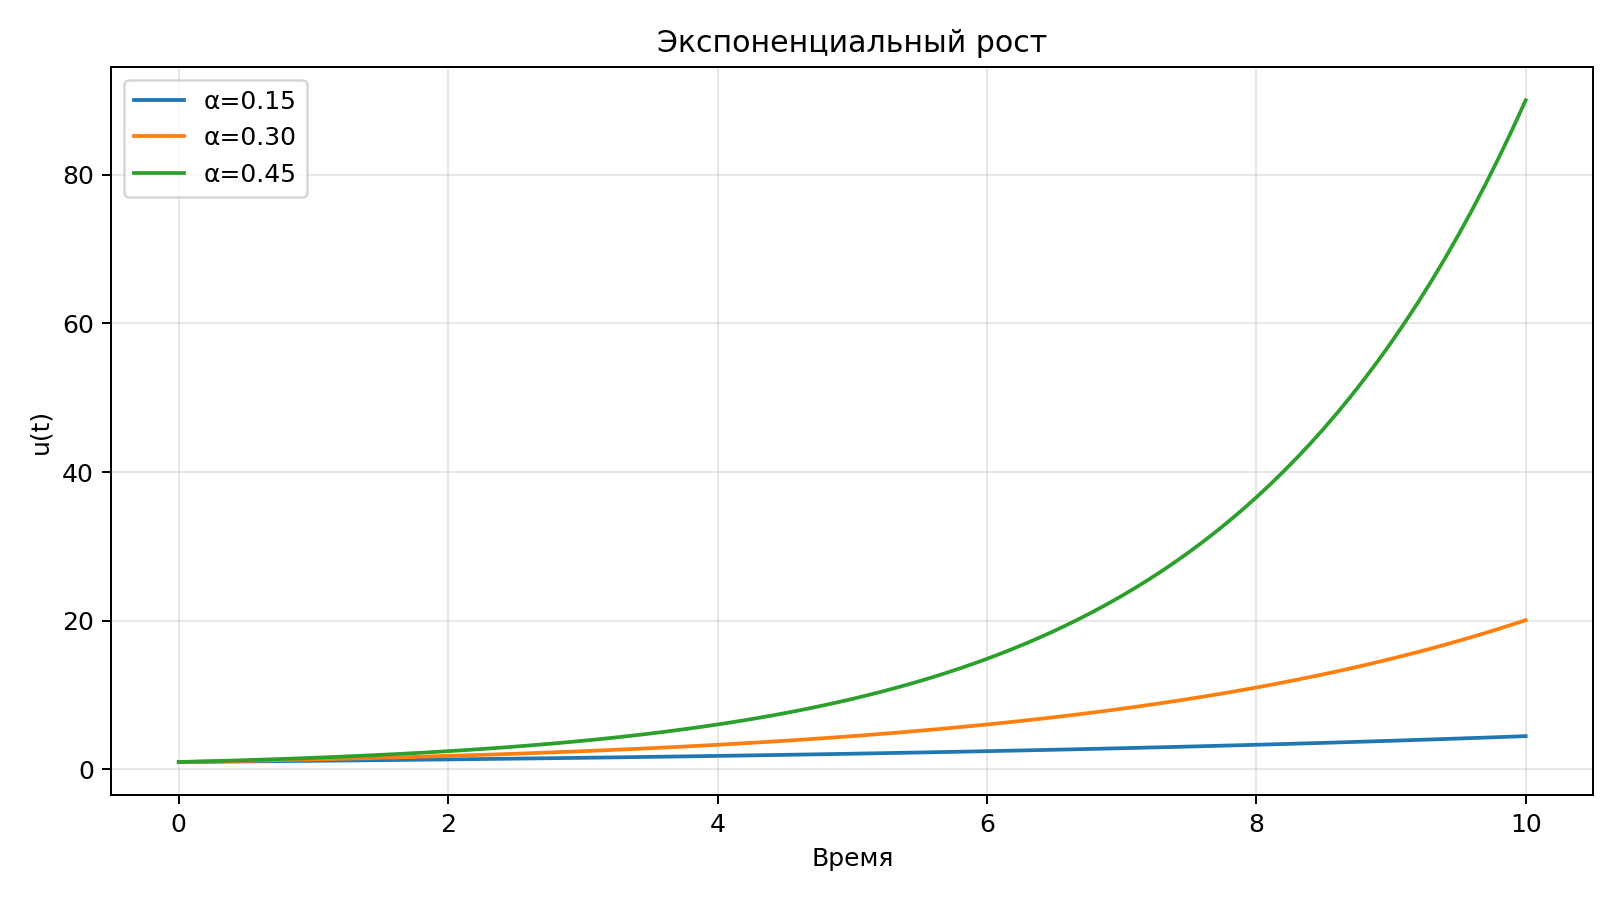 Экспоненциальный рост
α=0.15
α=0.30
α=0.45
u(t)
80
60
40
20
0
0 2 4 6 8 10
Время